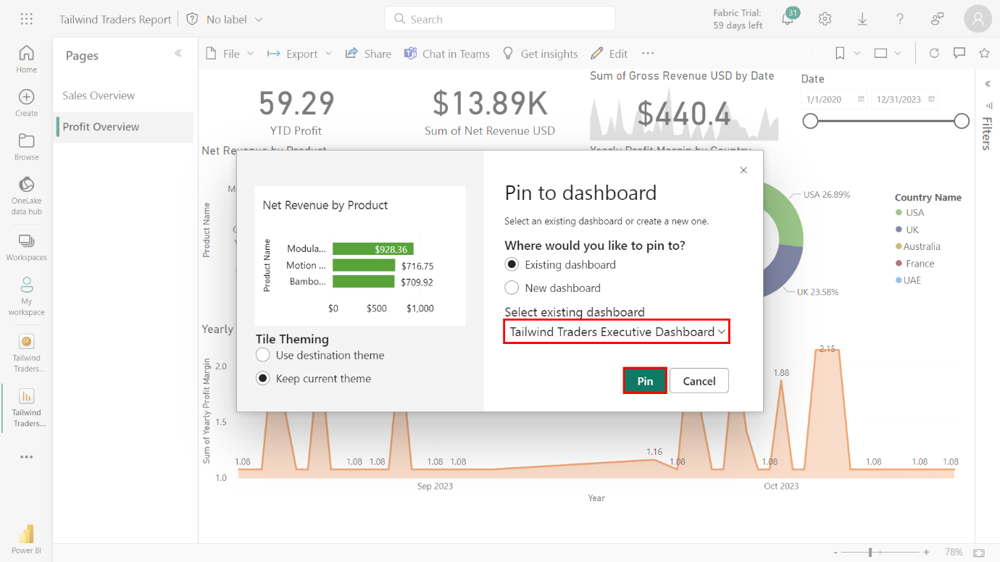 Tailwind Traders Report
No label
Search
Fabric Trial:
59 days left
31
Home
Create
Browse
OneLake
data hub
Workspaces
My
workspace
Tailwind
Traders...
Tailwind
Traders...
Power BI
Pages
Sales Overview
Profit Overview
File
Export
Share
Chat in Teams
Get insights
Edit
59.29
YTD Profit
$13.89K
Sum of Net Revenue USD
Sum of Gross Revenue USD by Date
$440.4
Date
1/1/2020
12/31/2023
Filters
Net Revenue by Product
Yearly Profit Margin by Country
Product Name
USA 26.89%
UK 23.58%
Country Name
USA
UK
Australia
France
UAE
Net Revenue by Product
Product Name
Modula...
$928.36
Motion ...
$716.75
Bambo...
$709.92
$0
$500
$1,000
Tile Theming
Use destination theme
Keep current theme
Pin to dashboard
Select an existing dashboard or create a new one.
Where would you like to pin to?
Existing dashboard
New dashboard
Select existing dashboard
Tailwind Traders Executive Dashboard
Pin
Cancel
Yearly
Sum of Yearly Profit Margin
2.0
1.5
1.0
1.08
1.08
1.08
1.08
1.08
1.16
1.08
1.88
1.08
2.15
1.08
1.08
1.08
Sep 2023
Oct 2023
Year
- +
78%